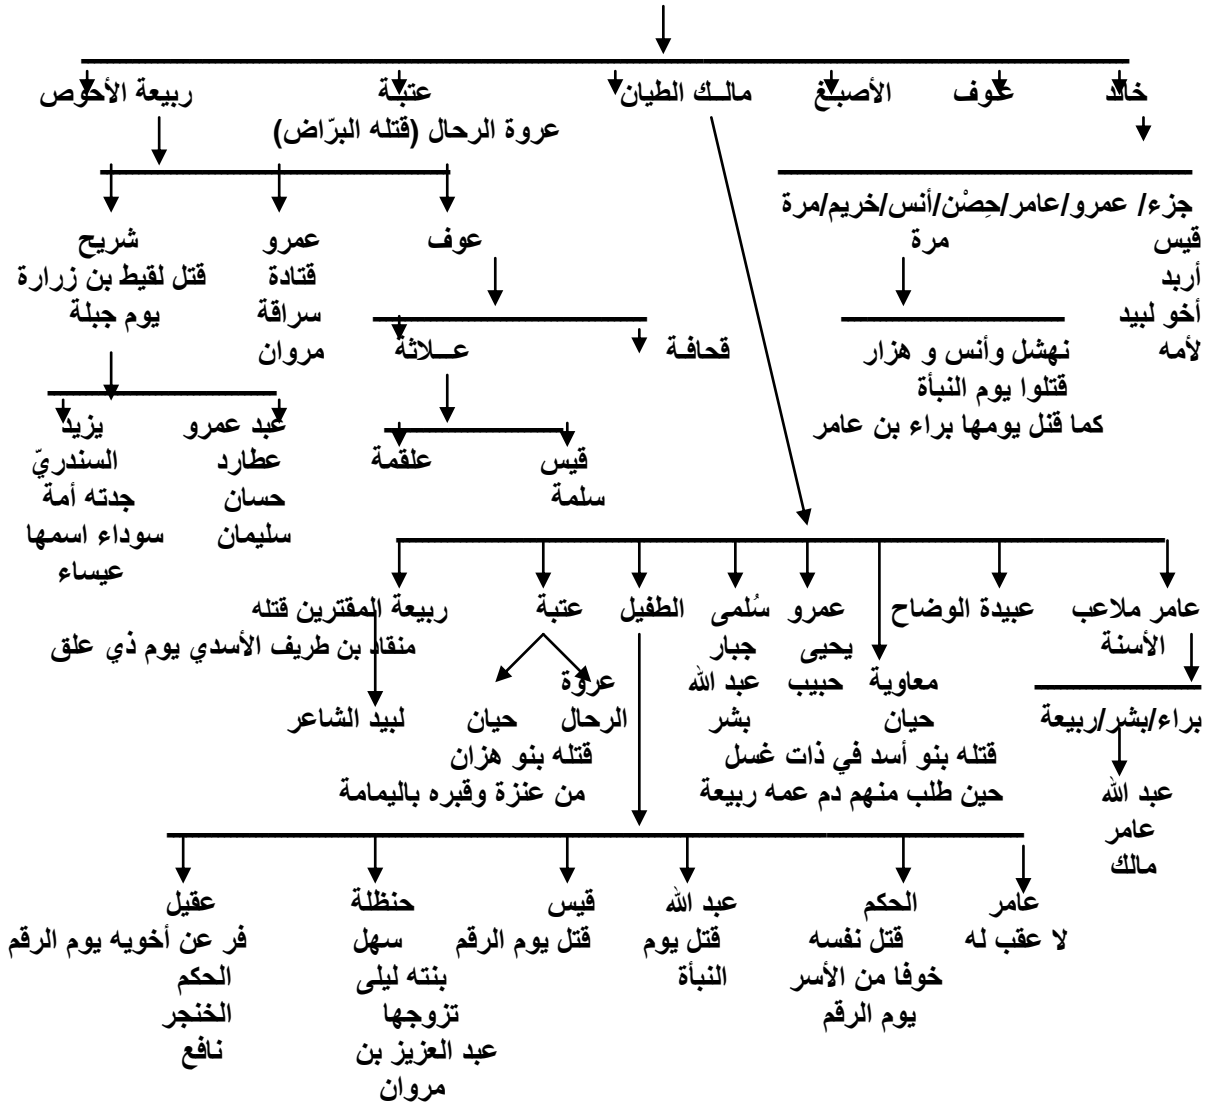 خالد عوف الأصبغ مالــك الطيان عتبـة ربيعة الأحوص
عروة الرحال (قتله البرّاض)
جزء/ عمرو/عامر/حِصْن/أنس/خريم/مرة
قيس
أربد
أخو لبيد
لأمه
مرة
نهشل وأنس و هزار
قتلوا يوم النبأة
كما قنل يومها براء بن عامر
عوف
عمرو
قتادة
سراقة
مروان
شريح
قتل لقيط بن زرارة
يوم جبلة
قحافـة
عـــلاثة
قيس
سلمة
علقمة
عبد عمرو
عطارد
حسان
سليمان
يزيد
السندريّ
جدته أمة
سوداء اسمها
عيساء
عامر ملاعب
الأسنة
براء/بشر/ربيعة
عبد الله
عامر
مالك
عبيدة الوضاح
معاوية
حيان
قتله بنو أسد في ذات غسل
حين طلب منهم دم عمه ربيعة
عمرو
يحيى
حبيب
سُلمى
جبار
عبد الله
بشر
الطفيل
عتبة
عروة
الرحال
حيان
قتله بنو هزان
من عنزة وقبره باليمامة
ربيعة المقترين قتله
منقاد بن طريف الأسدي يوم ذي علق
لبيد الشاعر
عامر
لا عقب له
الحكم
قتل نفسه
خوفا من الأسر
يوم الرقم
عبد الله
قتل يوم
النبأة
قيس
قتل يوم الرقم
حنظلة
سهل
بنته ليلى
تزوجها
عبد العزيز بن
مروان
عقيل
فر عن أخويه يوم الرقم
الحكم
الخنجر
نافع